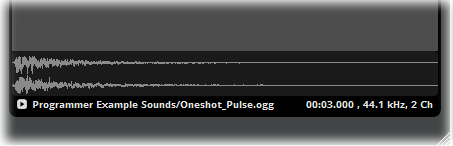 Programmer Example Sounds/Oneshot_Pulse.ogg 00:03.000 , 44.1 kHz, 2 Ch